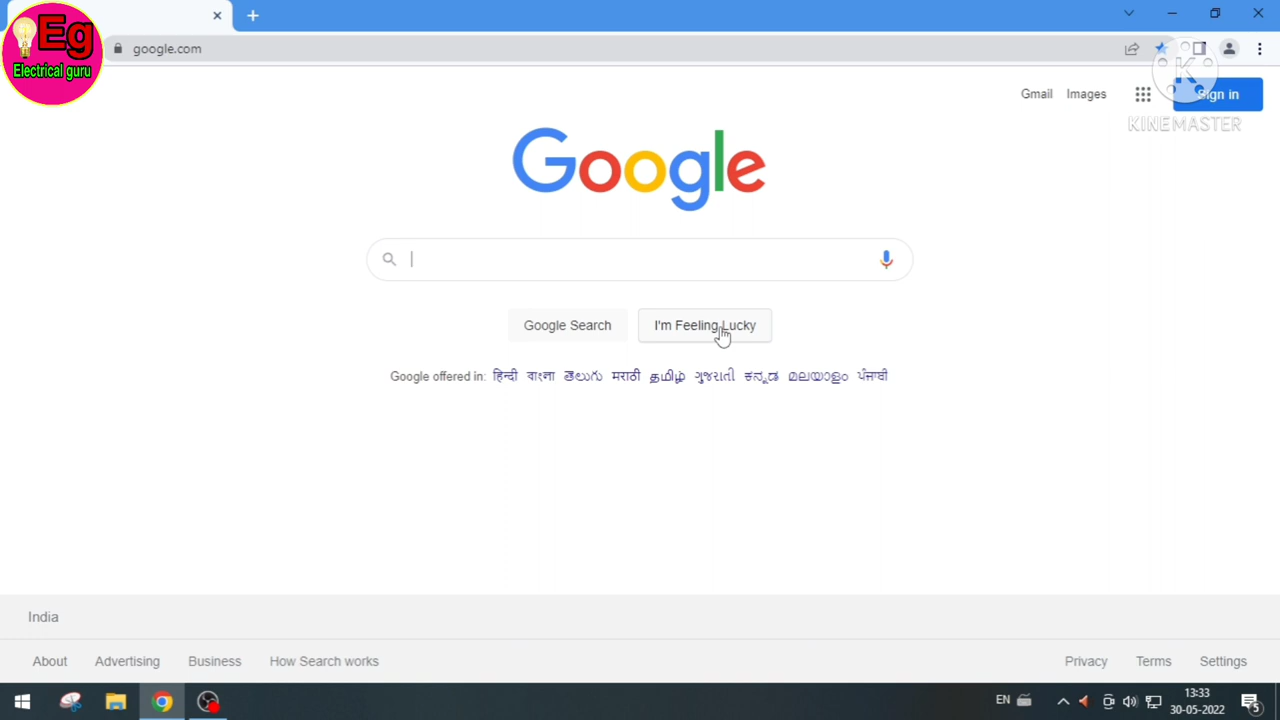 Eg
Electrical guru
google.com
Gmail Images Sign in
KINEMASTER
Google
Google Search I'm Feeling Lucky
Google offered in: हिन्दी বাংলা తెలుగు मराठी தமிழ் ગુજરાતી ಕನ್ನಡ മലയാളം ਪੰਜਾਬੀ
India
About Advertising Business How Search works Privacy Terms Settings
EN 13:33
30-05-2022 5